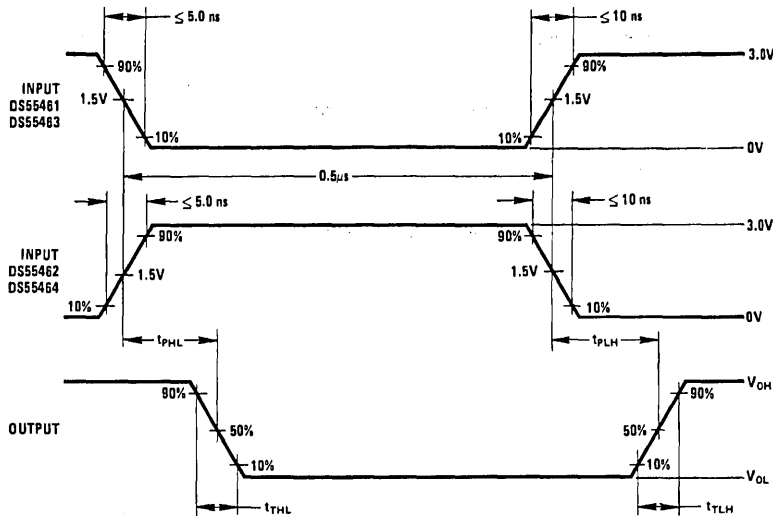 ≤ 5.0 ns
≤ 10 ns
90%
90%
3.0V
INPUT
DS55461
DS55463
1.5V
1.5V
10%
10%
0V
0.5μs
≤ 5.0 ns
≤ 10 ns
3.0V
90%
90%
INPUT
DS55462
DS55464
1.5V
1.5V
10%
10%
0V
tPHL
tPLH
VOH
90%
90%
OUTPUT
50%
50%
10%
10%
VOL
tTHL
tTLH